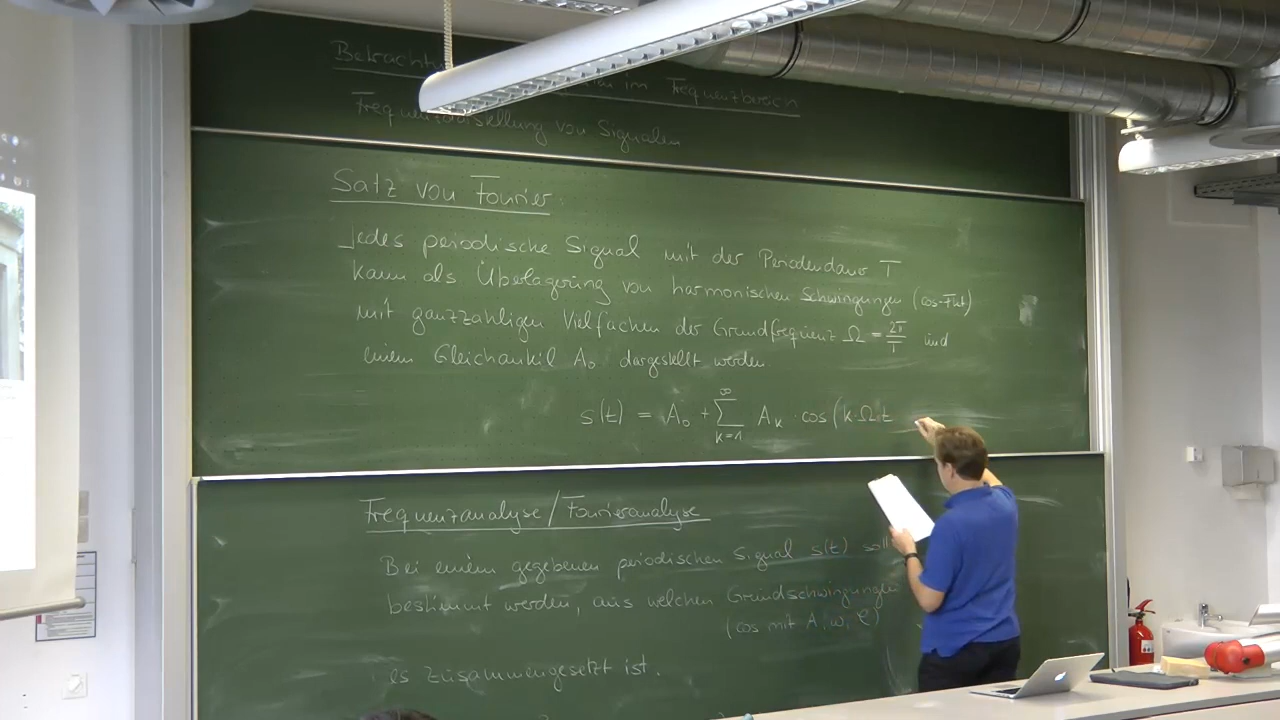 im Frequenzbereich
Frequenzdarstellung von Signalen
Satz von Fourier:
Jedes periodische Signal mit der Periodendauer T
kann als Überlagerung von harmonischen Schwingungen (cos-Fkt)
mit ganzzahligen Vielfachen der Grundfrequenz Ω = 2π/T und
einem Gleichanteil A₀ dargestellt werden.
s(t) = A₀ + ∑_{k=1}^{∞} A_k · cos(k·Ω·t
Frequenzanalyse/Fourieranalyse
Bei einem gegebenen periodischen Signal s(t) soll
bestimmt werden, aus welchen Grundschwingungen
(cos mit A, ω, φ)
es zusammengesetzt ist.